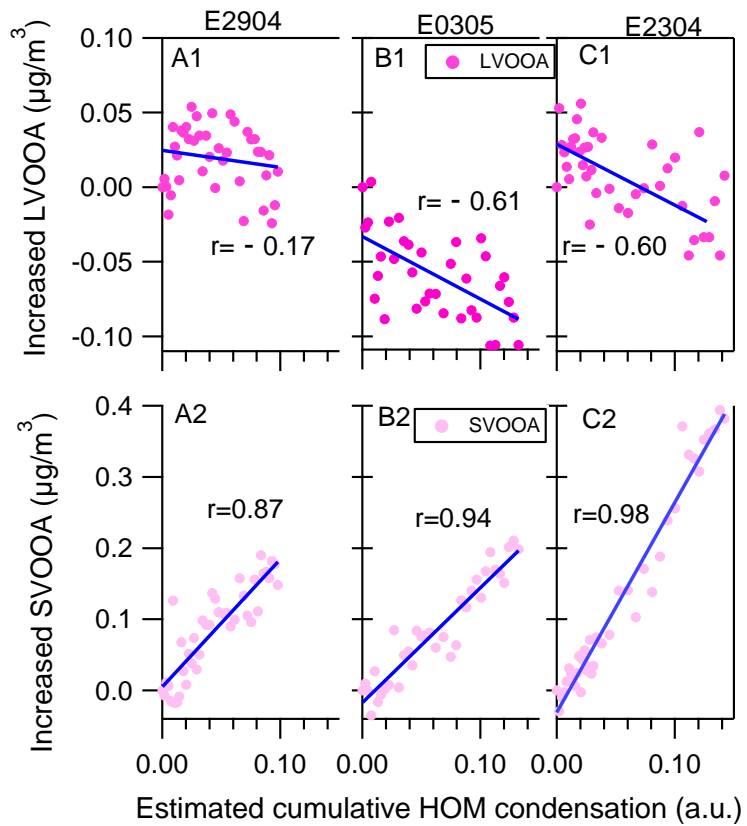 E2904
E0305
E2304
Increased LVOOA (µg/m³)
0.10
0.05
0.00
-0.05
-0.10
A1
r= - 0.17
B1
LVOOA
r= - 0.61
C1
r= - 0.60
Increased SVOOA (µg/m³)
0.4
0.3
0.2
0.1
0.0
A2
r=0.87
B2
SVOOA
r=0.94
C2
r=0.98
0.00
0.10
0.00
0.10
0.00
0.10
Estimated cumulative HOM condensation (a.u.)